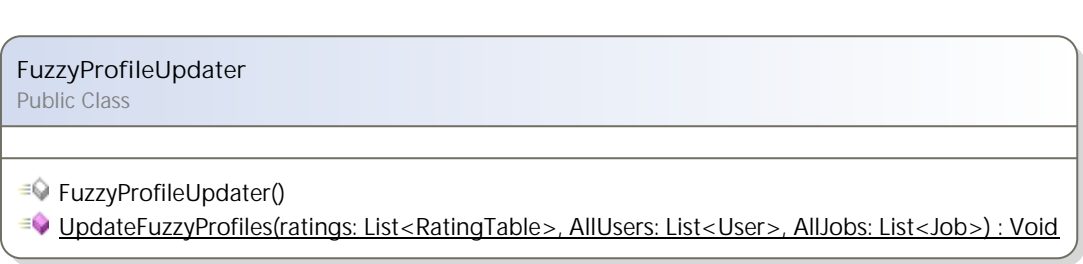 FuzzyProfileUpdater
Public Class
FuzzyProfileUpdater()
UpdateFuzzyProfiles(ratings: List<RatingTable>, AllUsers: List<User>, AllJobs: List<Job>) : Void